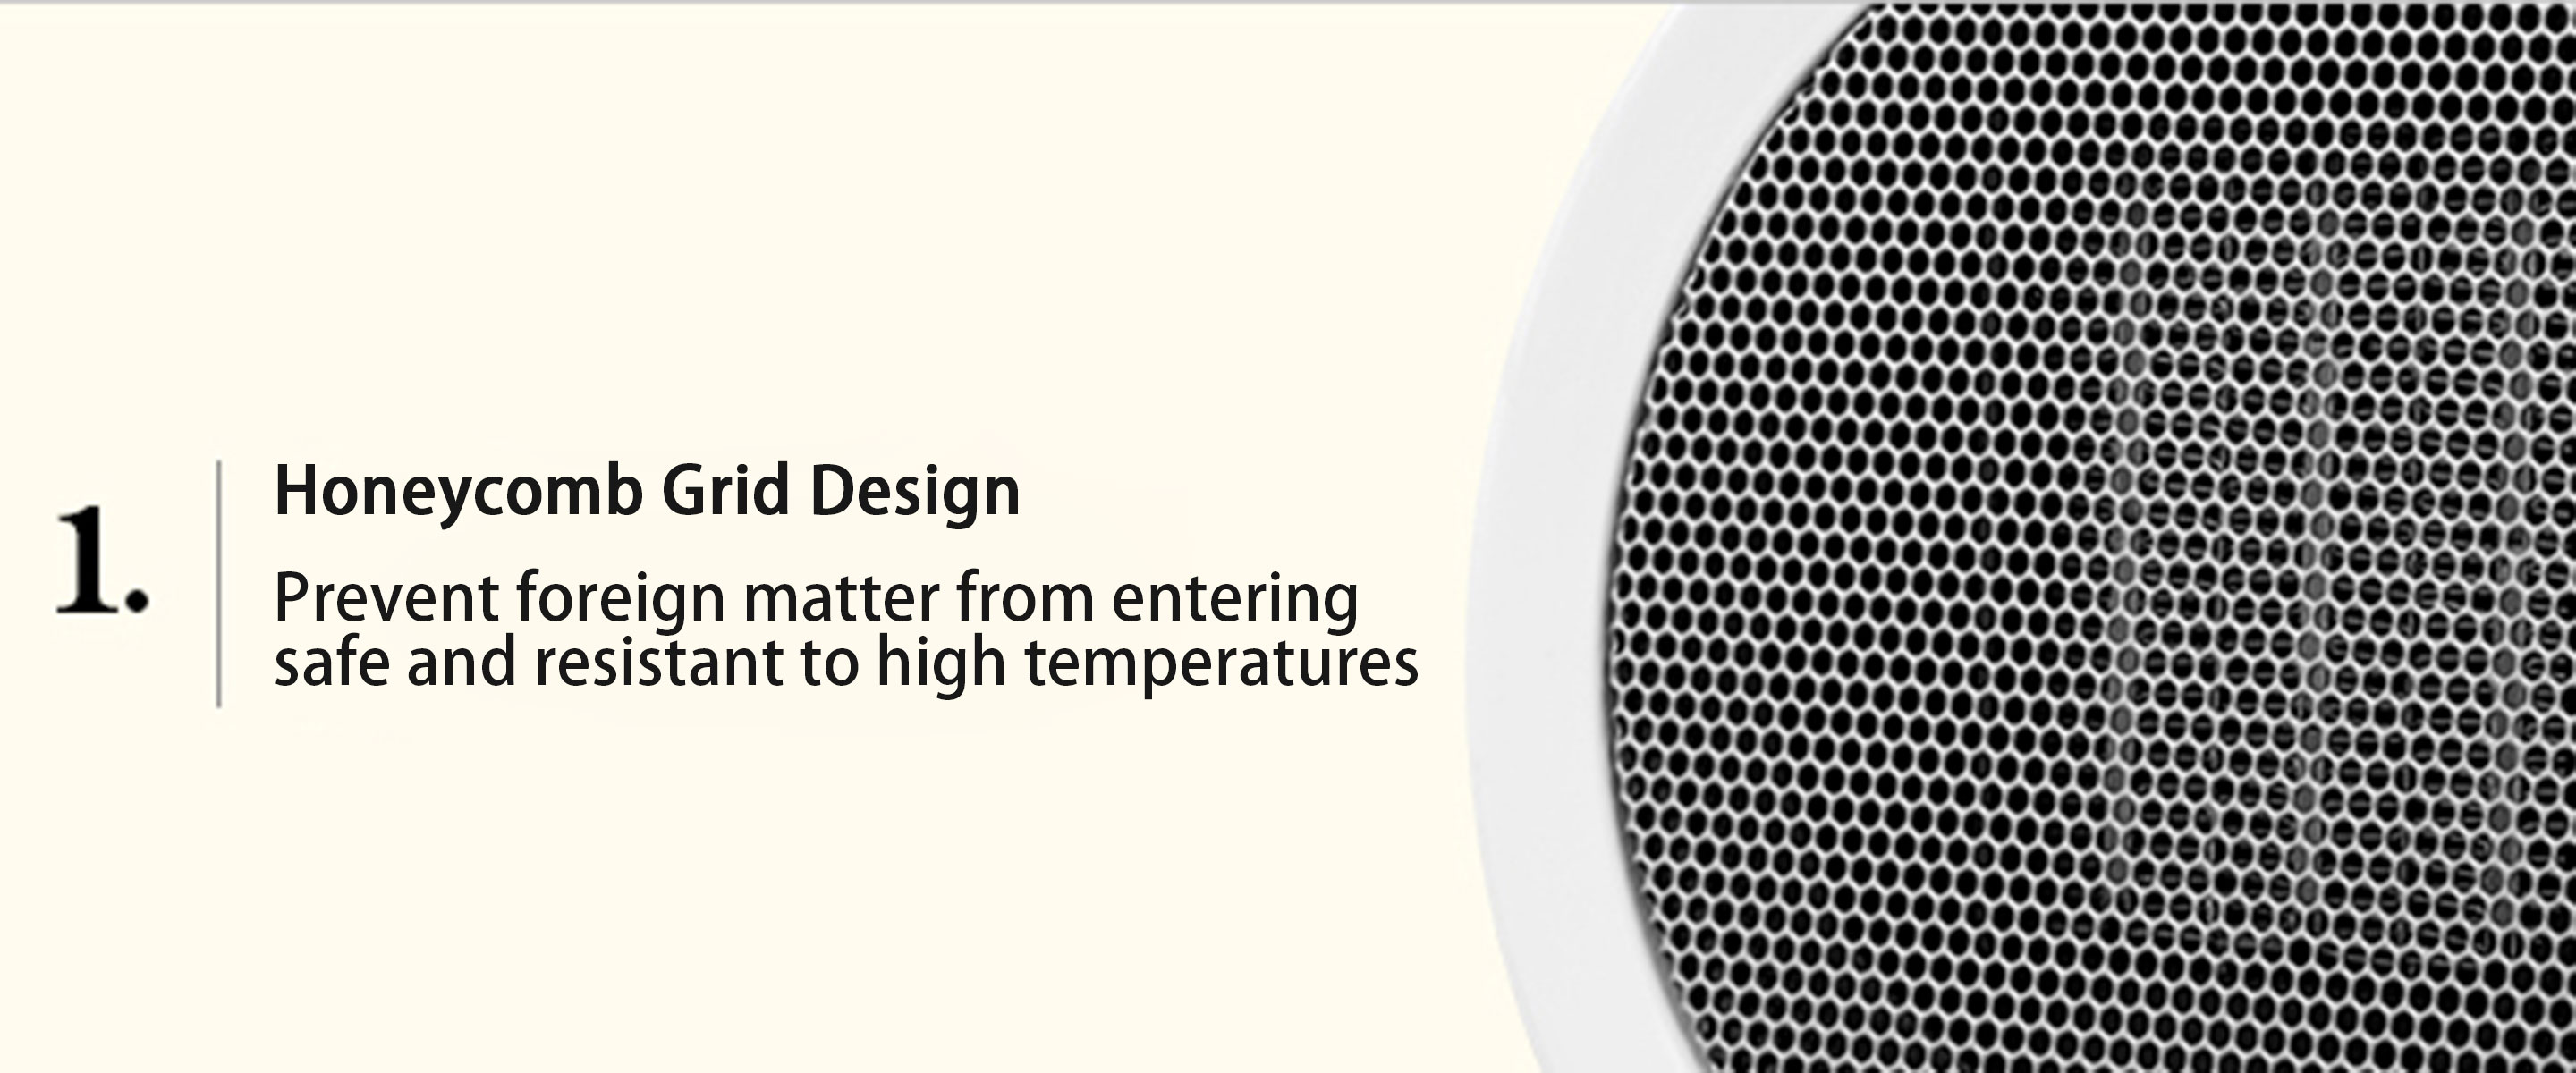 1.
Honeycomb Grid Design
Prevent foreign matter from entering
safe and resistant to high temperatures